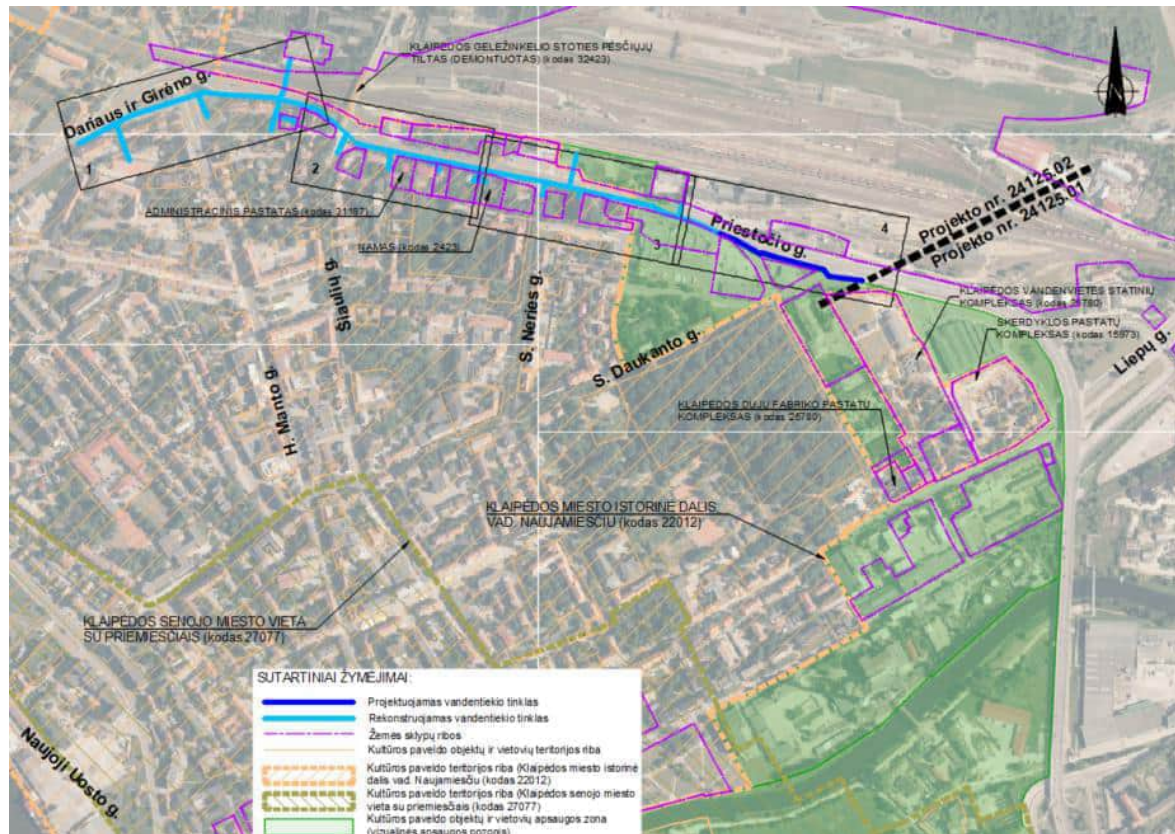 KLAIPĖDOS GELEŽINKELIO STOTIES PĖSČIŲJŲ
TILTAS (DEMONTUOTAS) (kodas 32423)
Dariaus ir Girėno g.
N
1
2
3
4
Projekto nr. 24125.02
Projekto nr. 24125.01
ADMINISTRACINIS PASTATAS (kodas 31187)
NAMAS (kodas 2423)
Priestočio g.
Šiaulių g.
S. Neries g.
S. Daukanto g.
H. Manto g.
KLAIPĖDOS VANDENVIETĖS STATINIŲ
KOMPLEKSAS (kodas 25780)
SKERDYKLOS PASTATŲ
KOMPLEKSAS (kodas 15973)
Liepų g.
KLAIPĖDOS DUJŲ FABRIKO PASTATŲ
KOMPLEKSAS (kodas 25780)
KLAIPĖDOS MIESTO ISTORINĖ DALIS,
VAD. NAUJAMIESČIU (kodas 22012)
KLAIPĖDOS SENOJO MIESTO VIETA
SU PRIEMIESČIAIS (kodas 27077)
Naujoji Uosto g.
SUTARTINIAI ŽYMĖJIMAI:
Projektuojamas vandentiekio tinklas
Rekonstruojamas vandentiekio tinklas
Žemės sklypų ribos
Kultūros paveldo objektų ir vietovių teritorijos riba
Kultūros paveldo teritorijos riba (Klaipėdos miesto istorinė
dalis vad. Naujamiesčiu (kodas 22012)
Kultūros paveldo teritorijos riba (Klaipėdos senojo miesto
vieta su priemiesčiais (kodas 27077)
Kultūros paveldo objektų ir vietovių apsaugos zona
(vizualinės apsaugos pozonis)